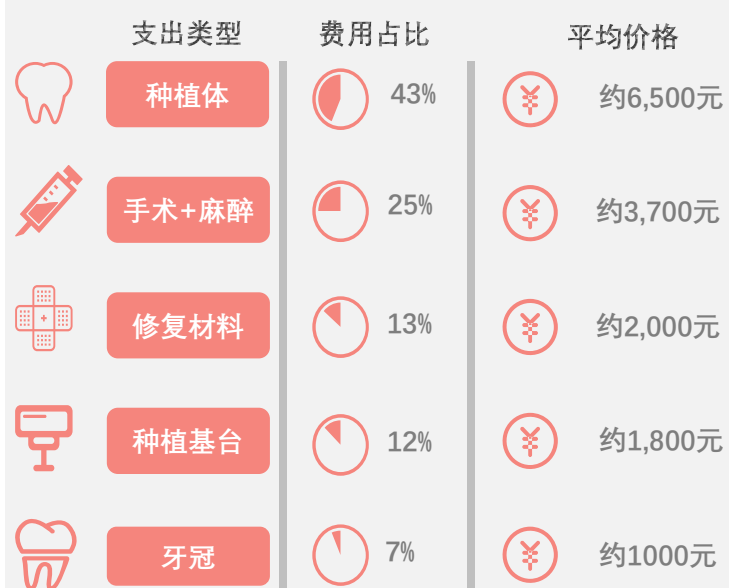 支出类型 费用占比 平均价格
种植体 43% 约6,500元
手术+麻醉 25% 约3,700元
修复材料 13% 约2,000元
种植基台 12% 约1,800元
牙冠 7% 约1000元